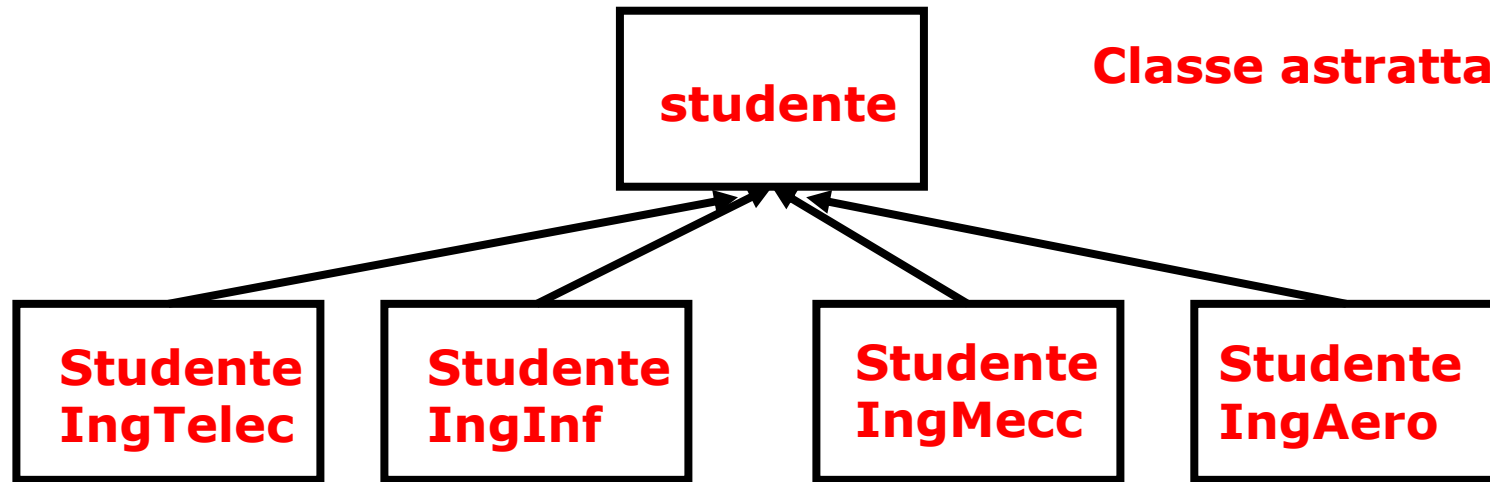 Classe astratta
studente
Studente
IngTelec
Studente
IngInf
Studente
IngMecc
Studente
IngAero